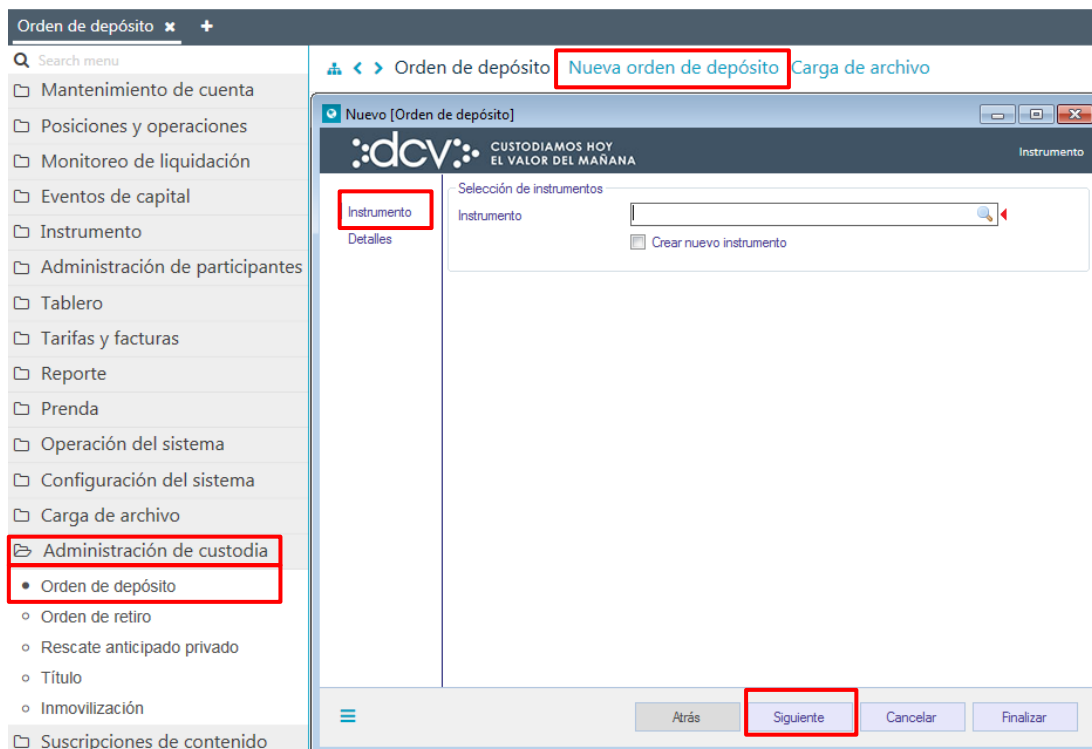 Orden de depósito × +
Search menu
Mantenimiento de cuenta
Posiciones y operaciones
Monitoreo de liquidación
Eventos de capital
Instrumento
Administración de participantes
Tablero
Tarifas y facturas
Reporte
Prenda
Operación del sistema
Configuración del sistema
Carga de archivo
Administración de custodia
Orden de depósito
Orden de retiro
Rescate anticipado privado
Título
Inmovilización
Suscripciones de contenido
Orden de depósito Nueva orden de depósito Carga de archivo
Nuevo [Orden de depósito]
dcv CUSTODIAMOS HOY
EL VALOR DEL MAÑANA
Instrumento
Instrumento
Detalles
Selección de instrumentos
Instrumento
Crear nuevo instrumento
Atrás Siguiente Cancelar Finalizar